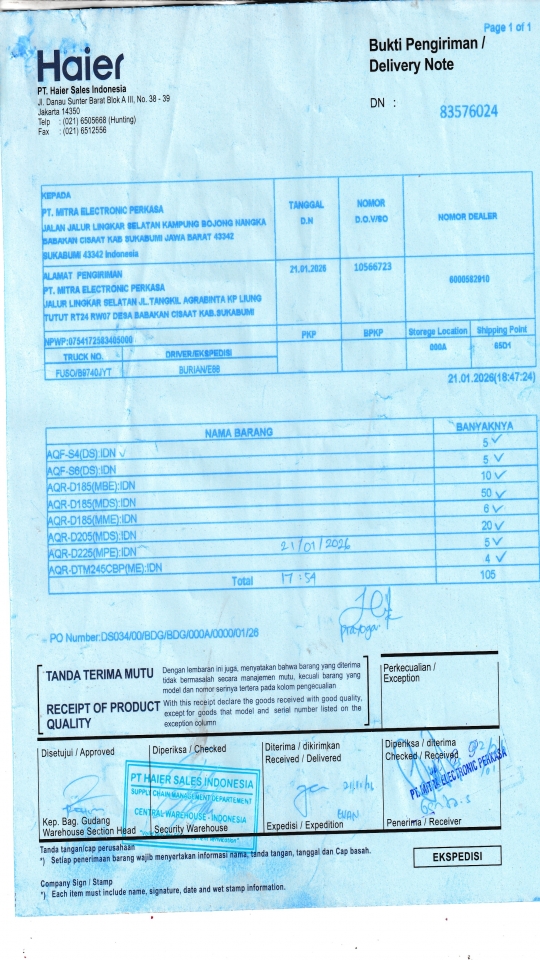 Page 1 of 1
Haier
PT. Haier Sales Indonesia
Jl. Danau Sunter Barat Blok A III, No. 38 - 39
Jakarta 14350
Telp : (021) 6505668 (Hunting)
Fax : (021) 6512556
Bukti Pengiriman /
Delivery Note
DN : 83576024
KEPADA
PT. MITRA ELECTRONIC PERKASA
JALAN JALUR LINGKAR SELATAN KAMPUNG BOJONG NANGKA
BABAKAN CISAAT KAB SUKABUMI JAWA BARAT 43342
SUKABUMI 43342 Indonesia
TANGGAL D.N
NOMOR D.O.V/SO
NOMOR DEALER
ALAMAT PENGIRIMAN
PT. MITRA ELECTRONIC PERKASA
JALUR LINGKAR SELATAN JL.TANGKIL AGRABINTA KP LIUNG
TUTUT RT24 RW07 DESA BABAKAN CISAAT KAB.SUKABUMI
21.01.2026
10566723
6000582910
NPWP:0754172583405000
PKP
BPKP
Storege Location
Shipping Point
TRUCK NO.
DRIVER/EKSPEDISI
000A
65D1
FUSO/B9740JYT
BURIAN/E88
21.01.2026(18:47:24)
NAMA BARANG BANYAKNYA
AQF-S4(DS):IDN ✓ 5 ✓
AQF-S6(DS):IDN 5 ✓
AQR-D185(MBE):IDN 10 ✓
AQR-D185(MDS):IDN 50 ✓
AQR-D185(MME):IDN 6 ✓
AQR-D205(MDS):IDN 20 ✓
AQR-D225(MPE):IDN 21/01/2026 5 ✓
AQR-DTM245CBP(ME):IDN 4 ✓
Total 17:54 105
prayoga
PO Number:DS034/00/BDG/BDG/000A/0000/01/26
TANDA TERIMA MUTU
Dengan lembaran ini juga, menyatakan bahwa barang yang diterima
tidak bermasalah secara manajemen mutu, kecuali barang yang
model dan nomor serinya tertera pada kolom pengecualian
RECEIPT OF PRODUCT
QUALITY
With this receipt declare the goods received with good quality,
except for goods that model and serial number listed on the
exception column
Perkecualian /
Exception
Disetujui / Approved
Kep. Bag. Gudang
Warehouse Section Head
Diperiksa / Checked
PT HAIER SALES INDONESIA
SUPPLY CHAIN MANAGEMENT DEPARTEMENT
CENTRAL WAREHOUSE - INDONESIA
Security Warehouse
Diterima / dikirimkan
Received / Delivered
Expedisi / Expedition
Diperiksa / diterima
Checked / Received
PT. MITRA ELECTRONIC PERKASA
Penerima / Receiver
Tanda tangan/cap perusahaan
*) Setiap penerimaan barang wajib menyertakan informasi nama, tanda tangan, tanggal dan Cap basah.
EKSPEDISI
Company Sign / Stamp
*) Each item must include name, signature, date and wet stamp information.